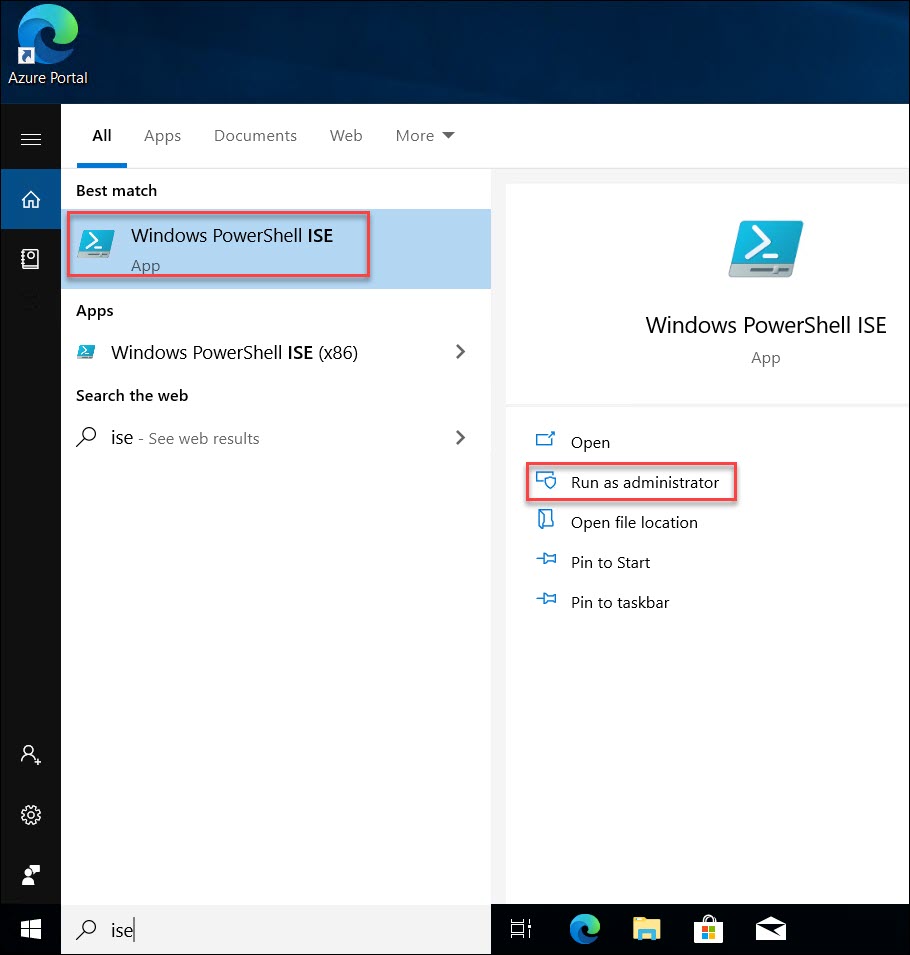 Azure Portal
All Apps Documents Web More
Best match
Windows PowerShell ISE
App
Apps
Windows PowerShell ISE (x86)
Search the web
ise - See web results
Windows PowerShell ISE
App
Open
Run as administrator
Open file location
Pin to Start
Pin to taskbar
ise